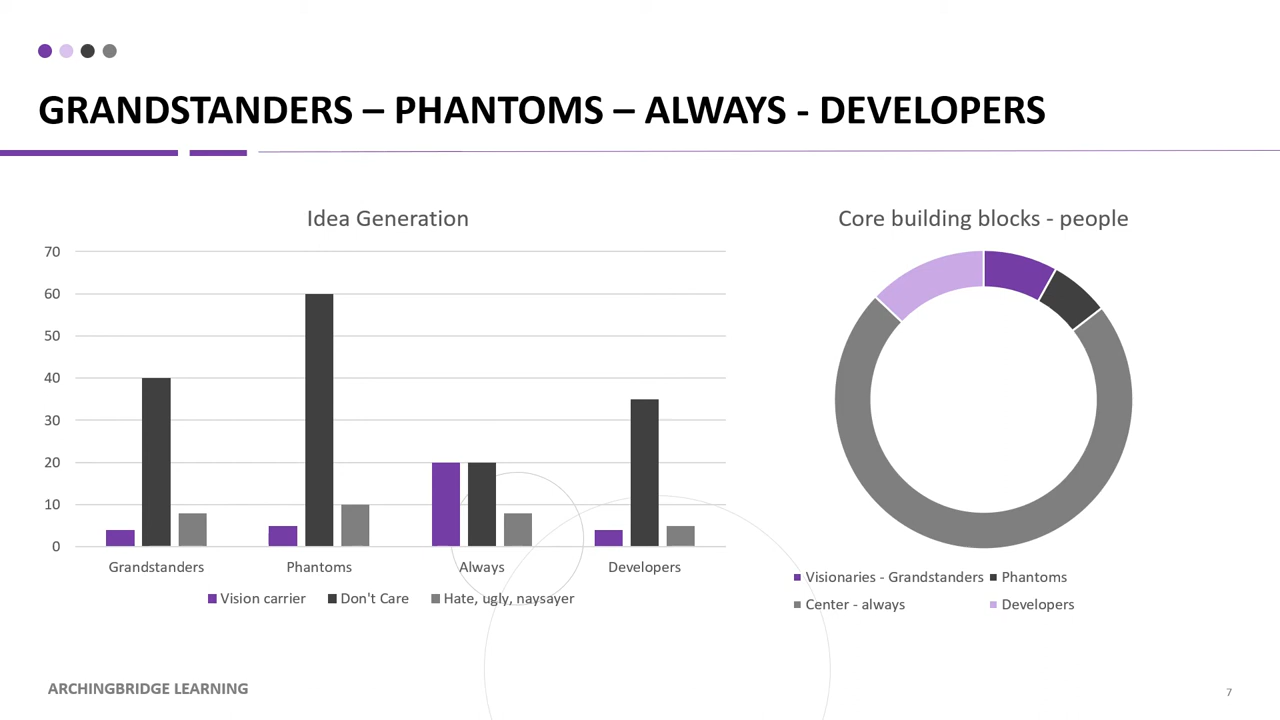 GRANDSTANDERS – PHANTOMS – ALWAYS - DEVELOPERS
Idea Generation
70
60
50
40
30
20
10
0
Grandstanders Phantoms Always Developers
Vision carrier Don't Care Hate, ugly, naysayer
Core building blocks - people
Visionaries - Grandstanders Phantoms
Center - always Developers
ARCHINGBRIDGE LEARNING
7